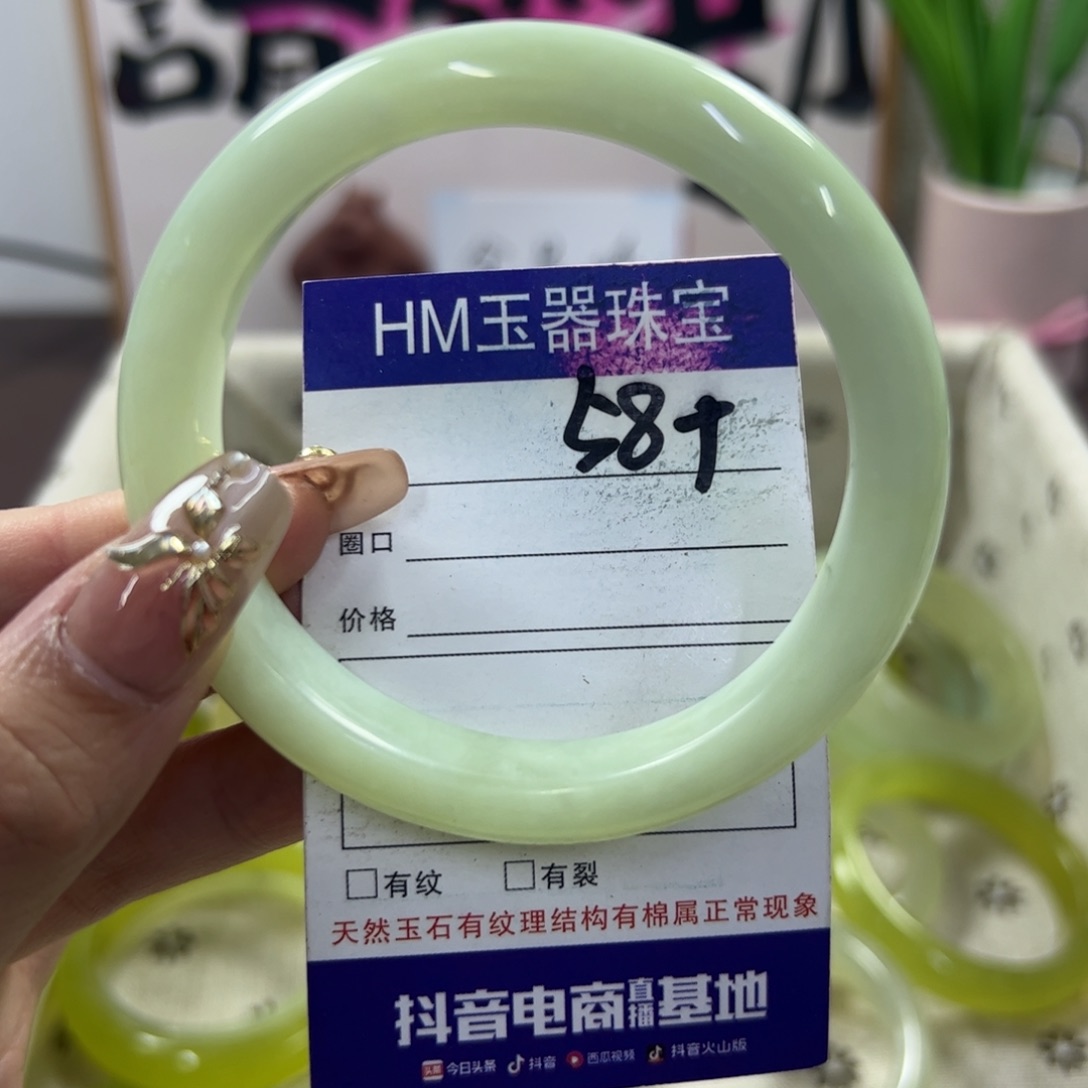 請
HM玉器珠宝
58+
圈口
价格
有纹 有裂
天然玉石有纹理结构有棉属正常现象
抖音电商直播基地
今日头条 抖音 西瓜视频 抖音火山版